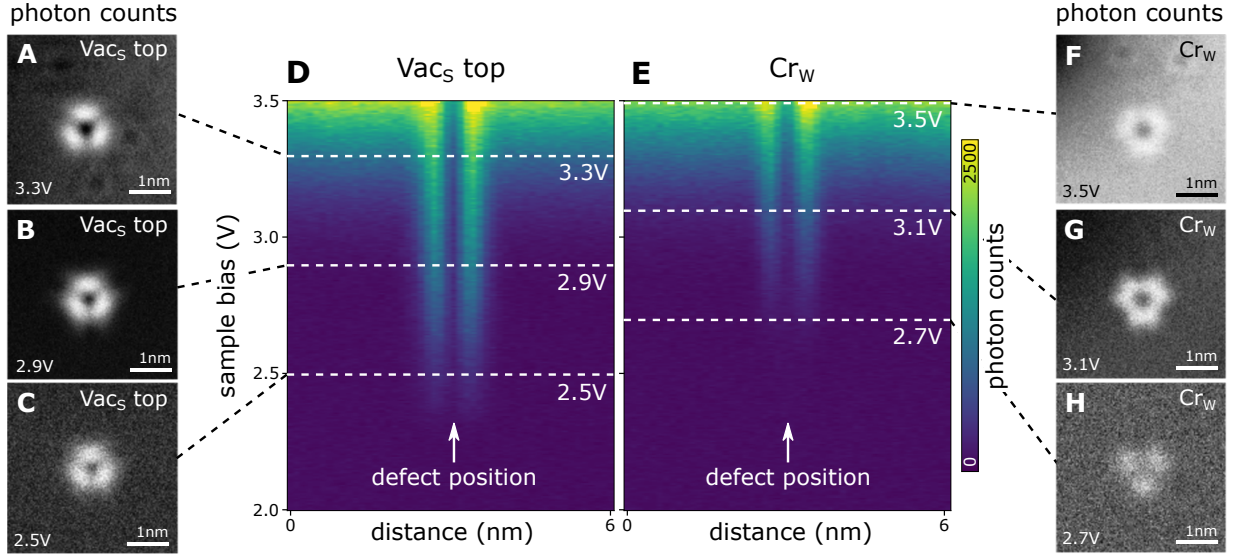 photon counts
A
Vac_S top
3.3V
1nm
B
Vac_S top
2.9V
1nm
C
Vac_S top
2.5V
1nm
D
Vac_S top
3.5
3.0
2.5
2.0
sample bias (V)
3.3V
2.9V
2.5V
defect position
0
distance (nm)
6
E
Cr_W
3.5V
3.1V
2.7V
defect position
0
distance (nm)
6
2500
0
photon counts
photon counts
F
Cr_W
3.5V
1nm
G
Cr_W
3.1V
1nm
H
Cr_W
2.7V
1nm